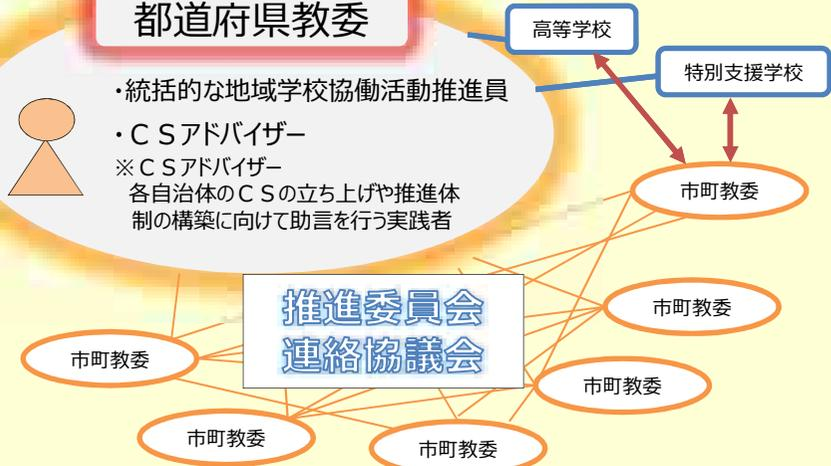 都道府県教委
高等学校
特別支援学校
・統括的な地域学校協働活動推進員
・ＣＳアドバイザー
※ＣＳアドバイザー
各自治体のＣＳの立ち上げや推進体
制の構築に向けて助言を行う実践者
市町教委
市町教委
推進委員会
連絡協議会
市町教委
市町教委
市町教委
市町教委